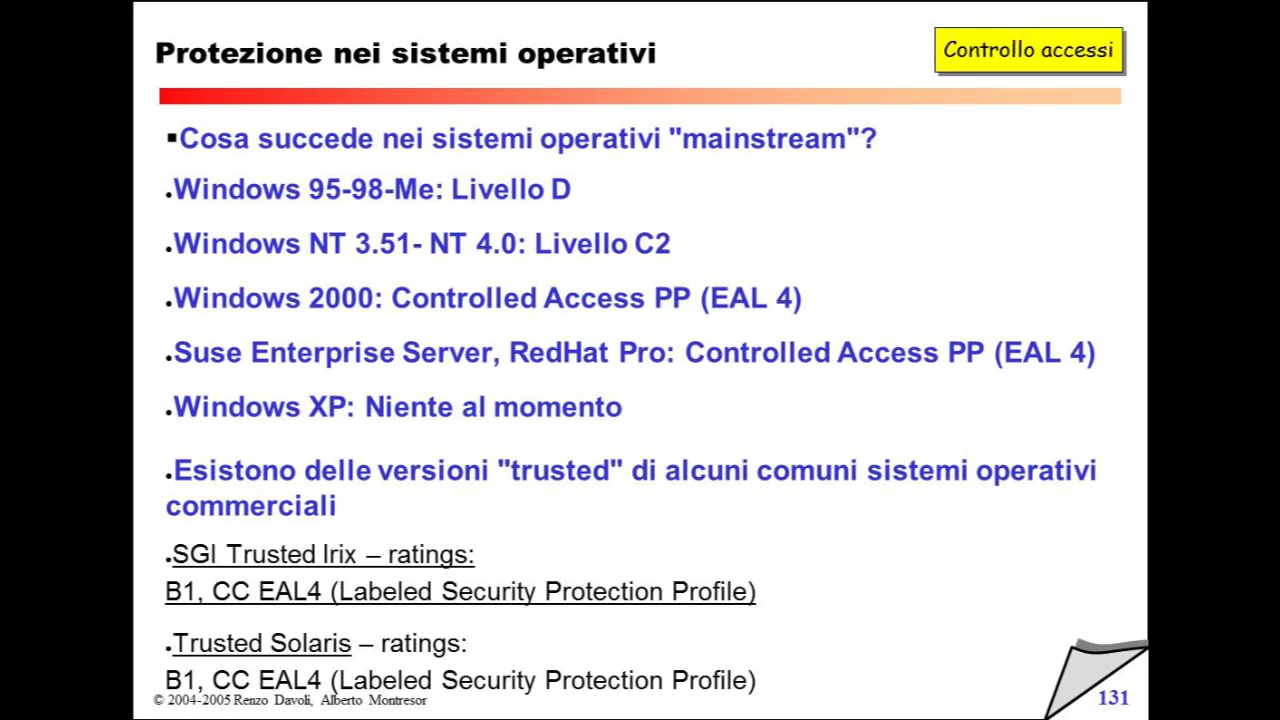 Protezione nei sistemi operativi
Controllo accessi
▪Cosa succede nei sistemi operativi "mainstream"?
•Windows 95-98-Me: Livello D
•Windows NT 3.51- NT 4.0: Livello C2
•Windows 2000: Controlled Access PP (EAL 4)
•Suse Enterprise Server, RedHat Pro: Controlled Access PP (EAL 4)
•Windows XP: Niente al momento
•Esistono delle versioni "trusted" di alcuni comuni sistemi operativi
commerciali
•SGI Trusted Irix – ratings:
B1, CC EAL4 (Labeled Security Protection Profile)
•Trusted Solaris – ratings:
B1, CC EAL4 (Labeled Security Protection Profile)
© 2004-2005 Renzo Davoli, Alberto Montresor
131